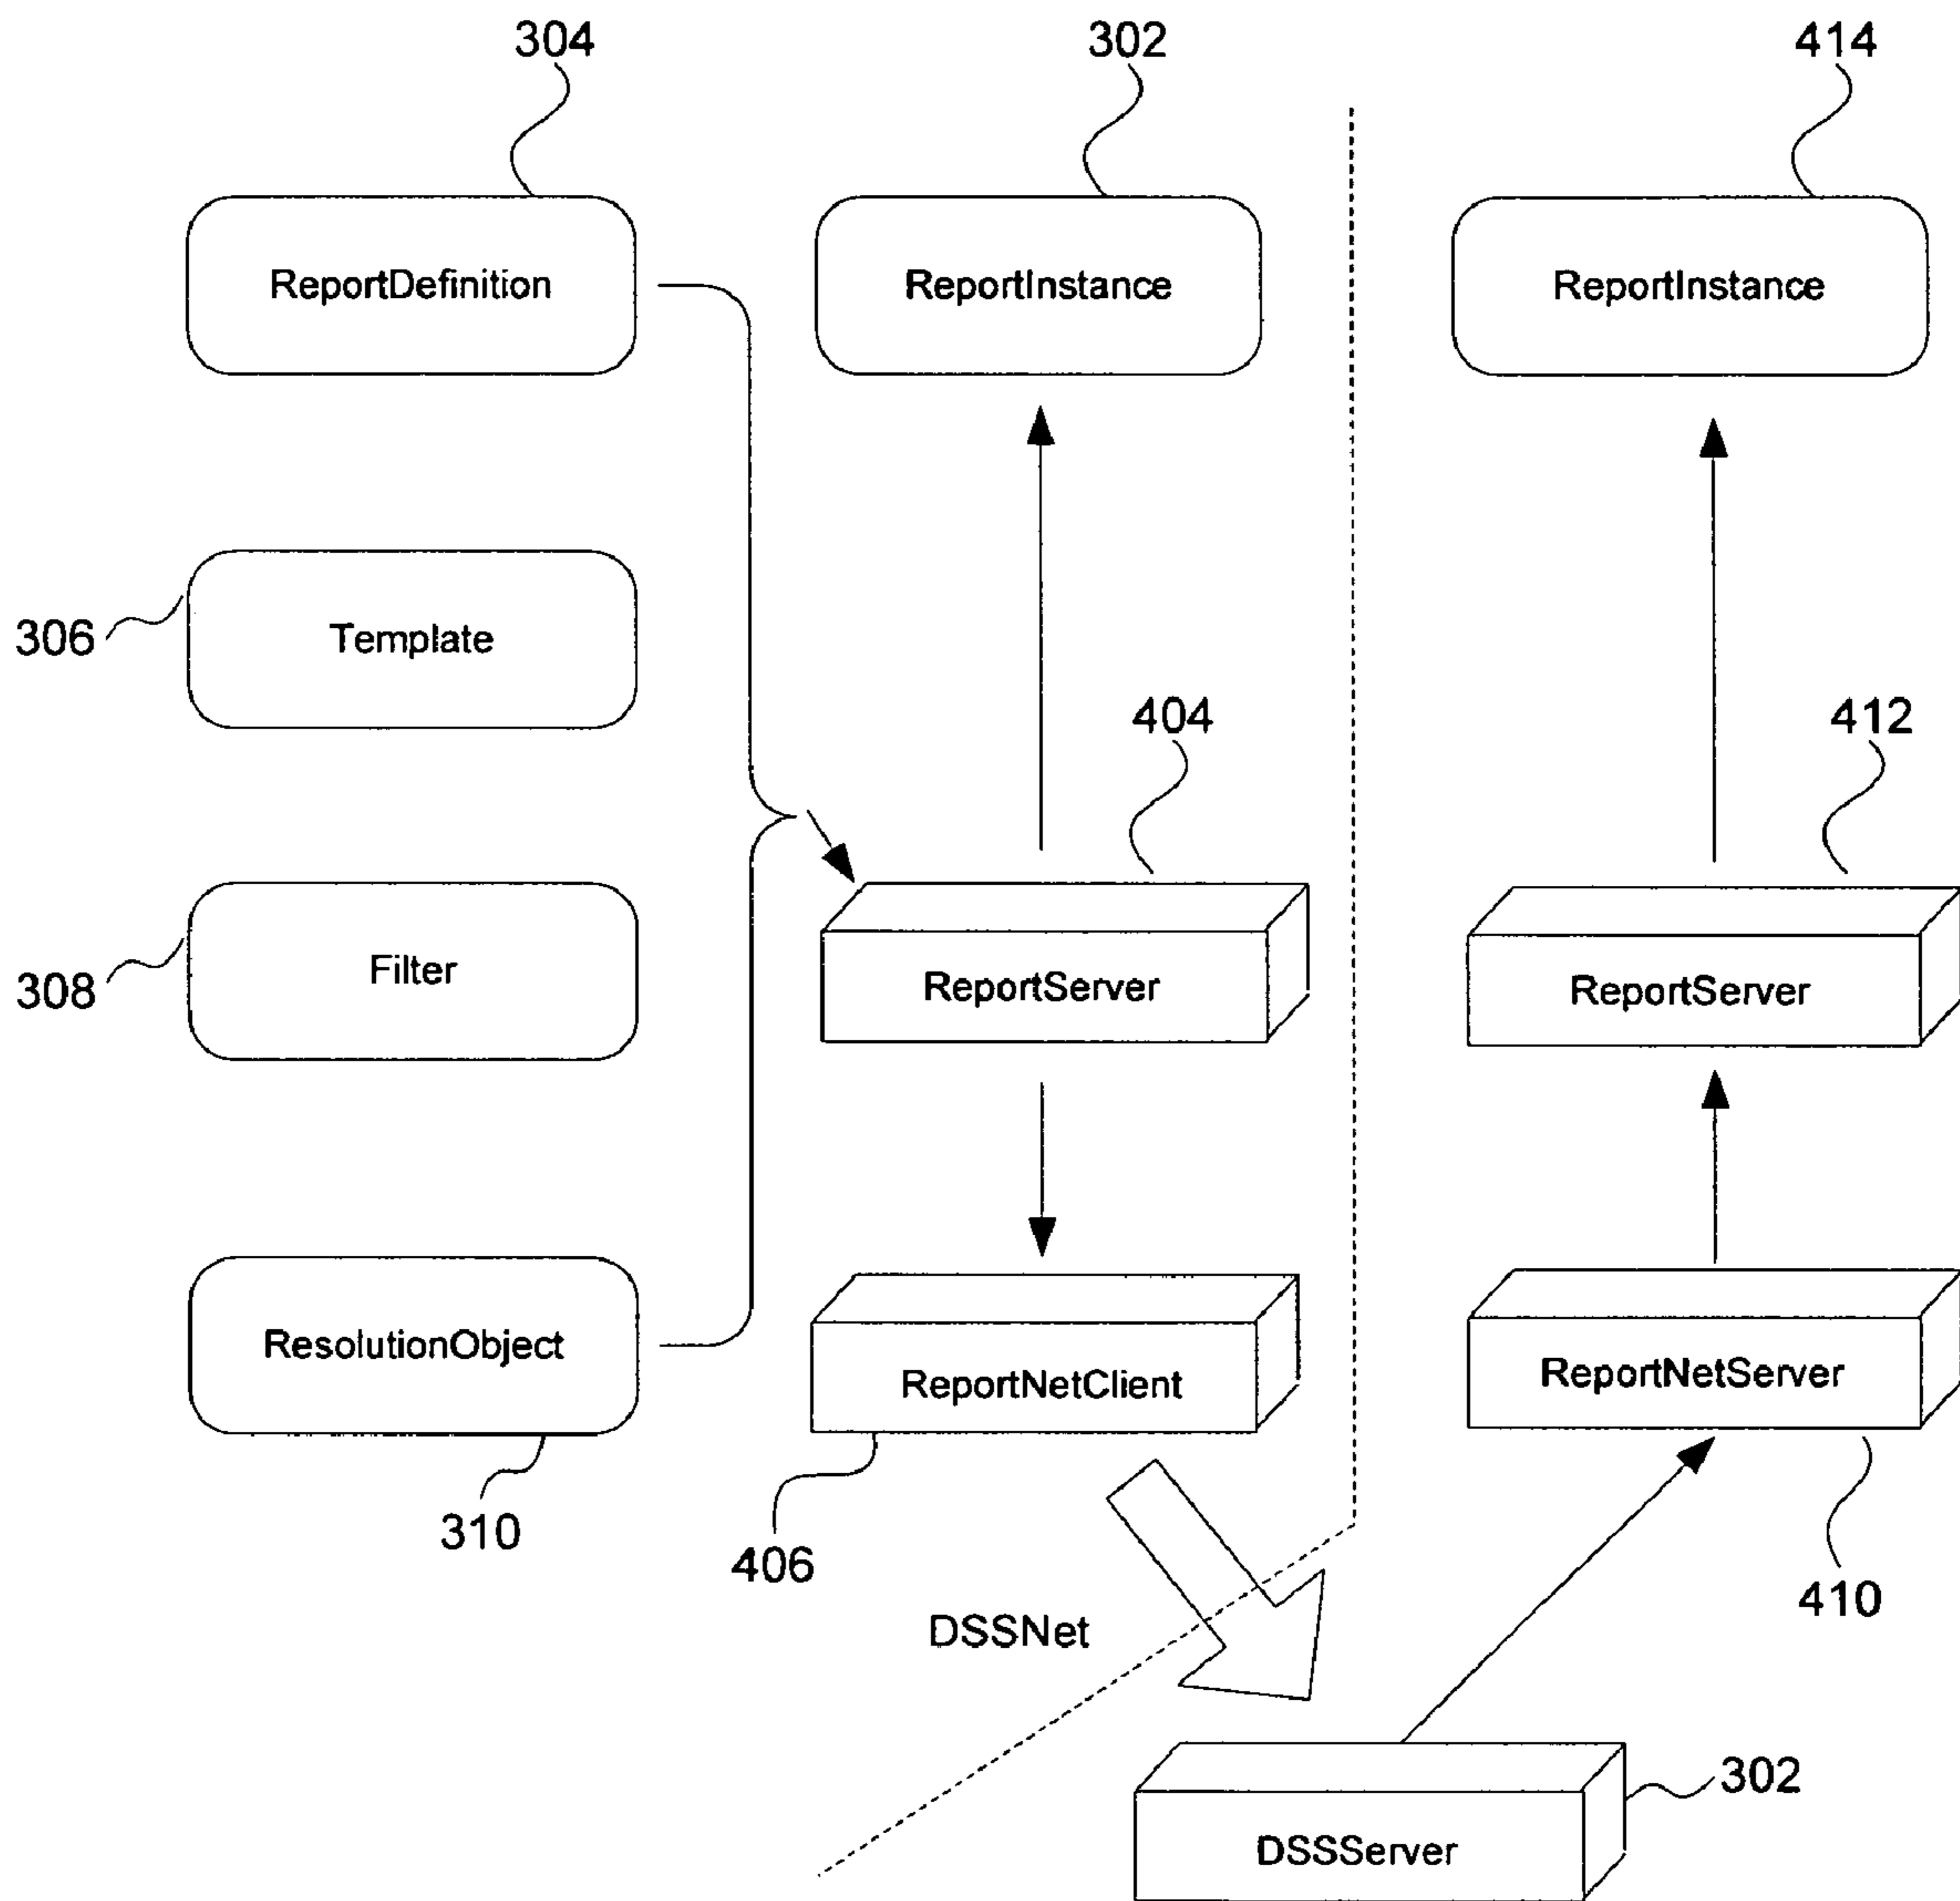 304
302
414
ReportDefinition
ReportInstance
ReportInstance
306
Template
404
412
308
Filter
ReportServer
ReportServer
ResolutionObject
ReportNetClient
ReportNetServer
310
406
410
DSSNet
302
DSSServer